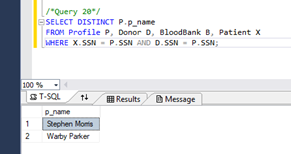 /*Query 20*/
SELECT DISTINCT P.p_name
FROM Profile P, Donor D, BloodBank B, Patient X
WHERE X.SSN = P.SSN AND D.SSN = P.SSN;
100 %
T-SQL Results Message
p_name
1 Stephen Morris
2 Warby Parker